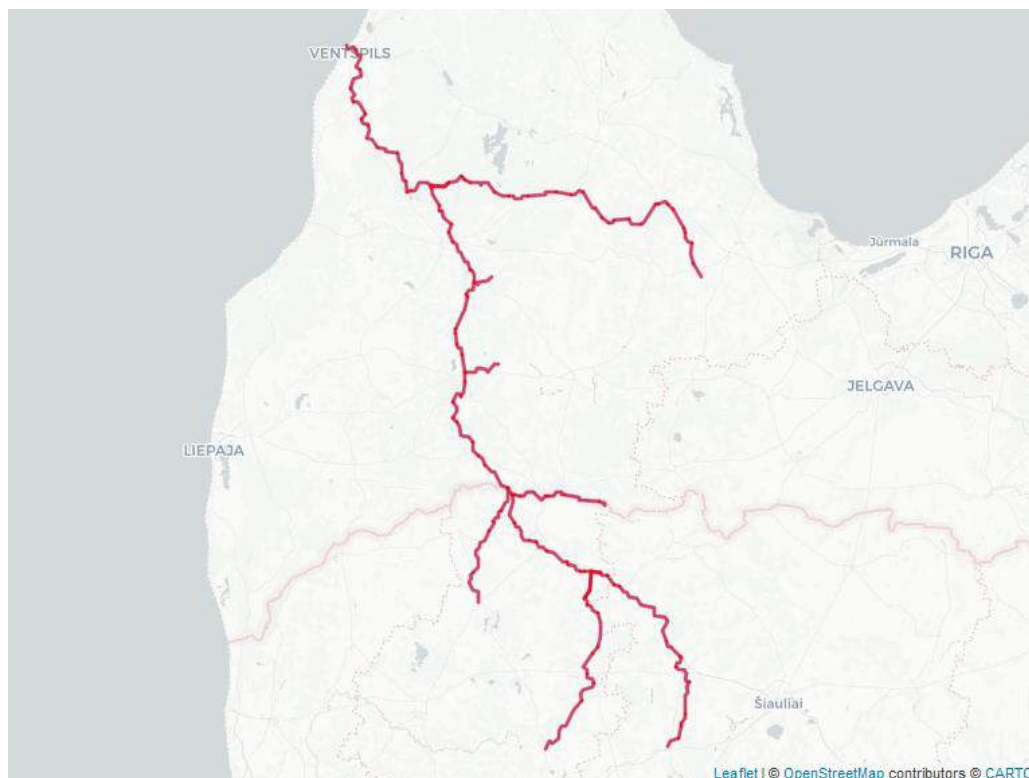 VENTSPILS
Jūrmala
RIGA
JELGAVA
LIEPAJA
Šiauliai
Leaflet | © OpenStreetMap contributors © CARTO